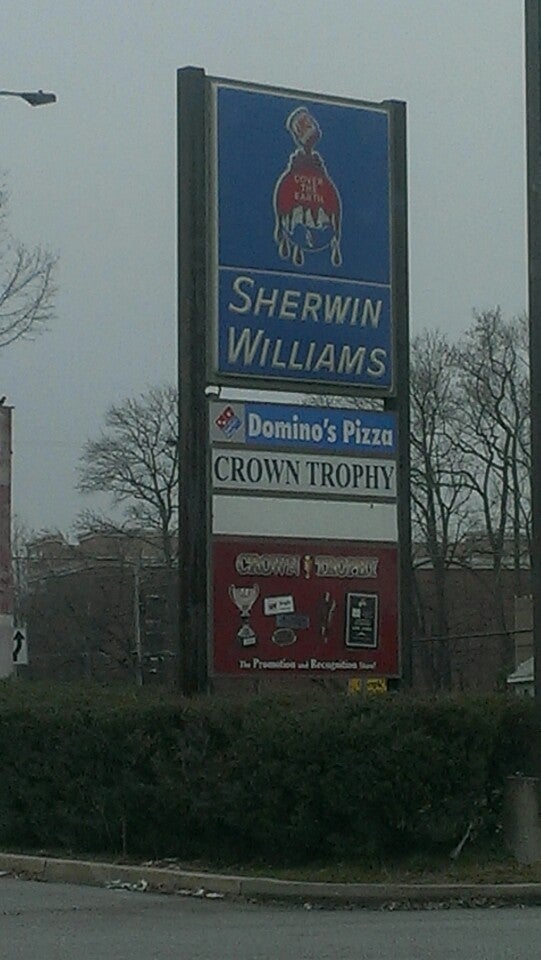 COVER
THE
EARTH
SHERWIN
WILLIAMS
Domino's Pizza
CROWN TROPHY
CROWN TROPHY
The Promotion and Recognition Store!